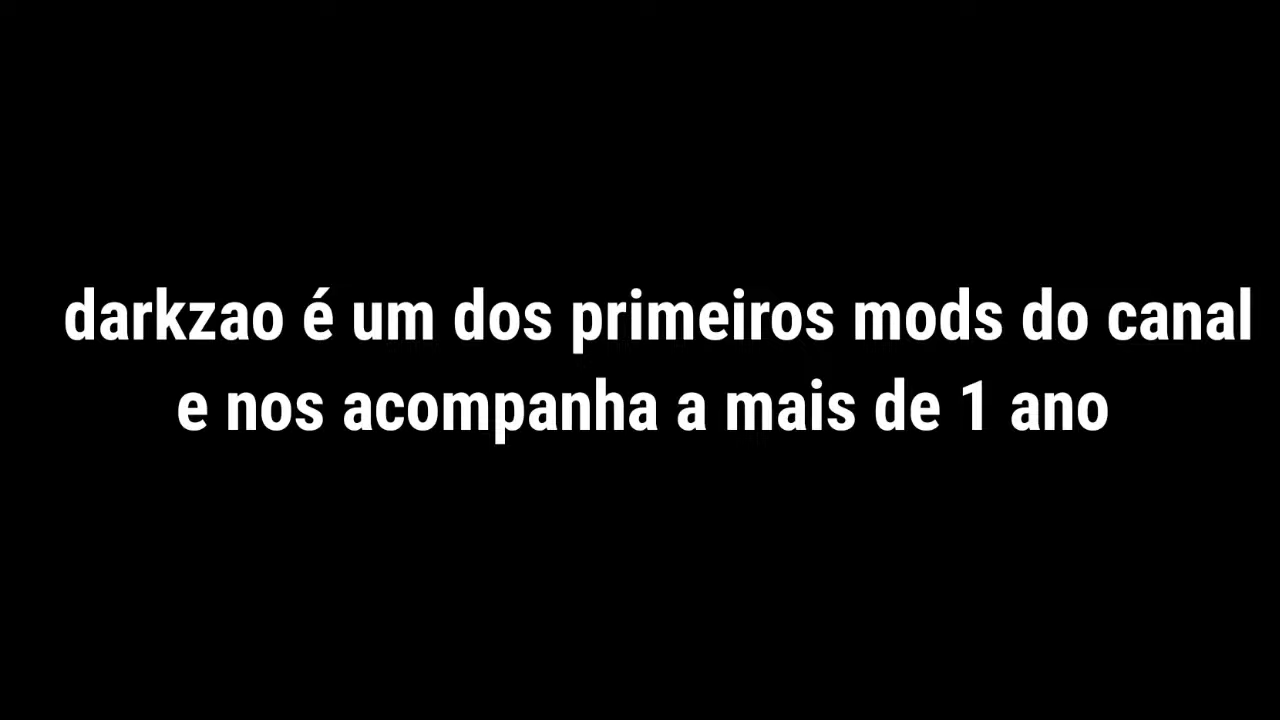 darkzao é um dos primeiros mods do canal
e nos acompanha a mais de 1 ano